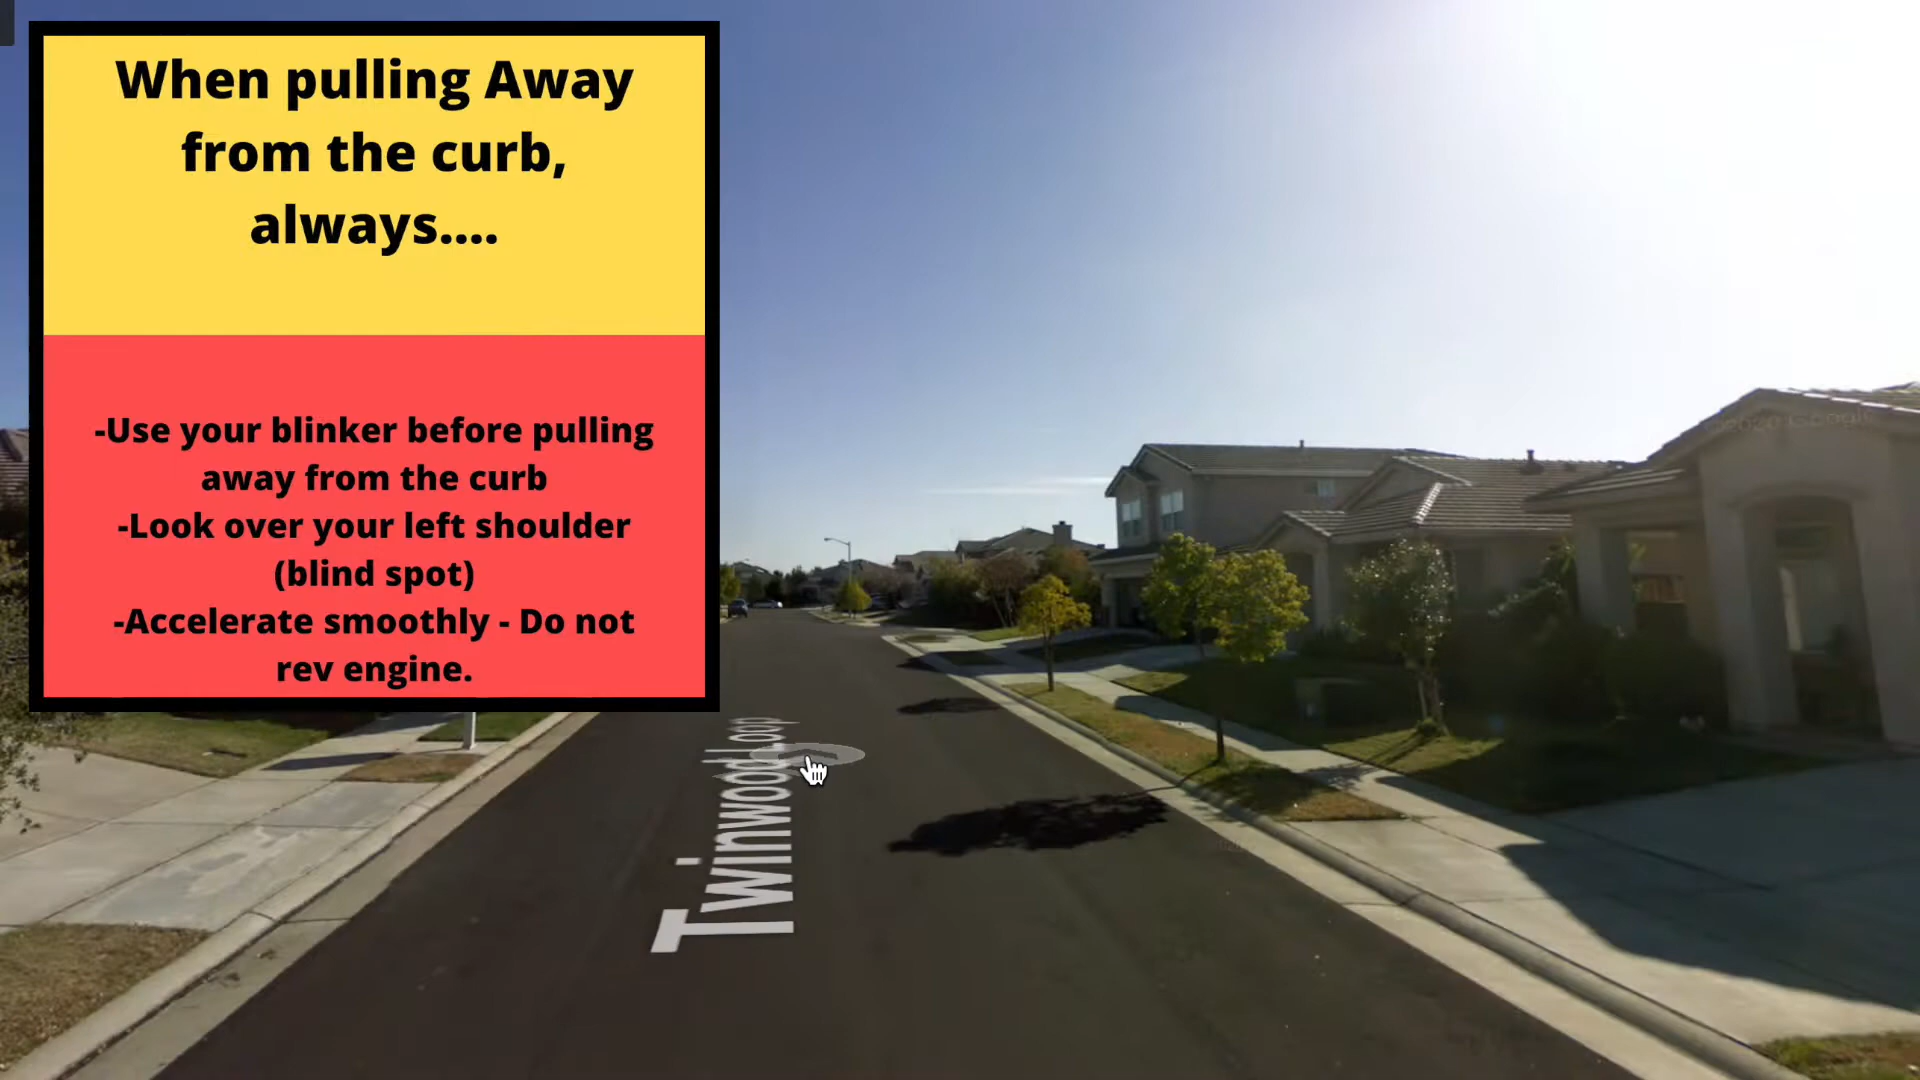 When pulling Away
from the curb,
always....
-Use your blinker before pulling
away from the curb
-Look over your left shoulder
(blind spot)
-Accelerate smoothly - Do not
rev engine.
Twinwood Loop